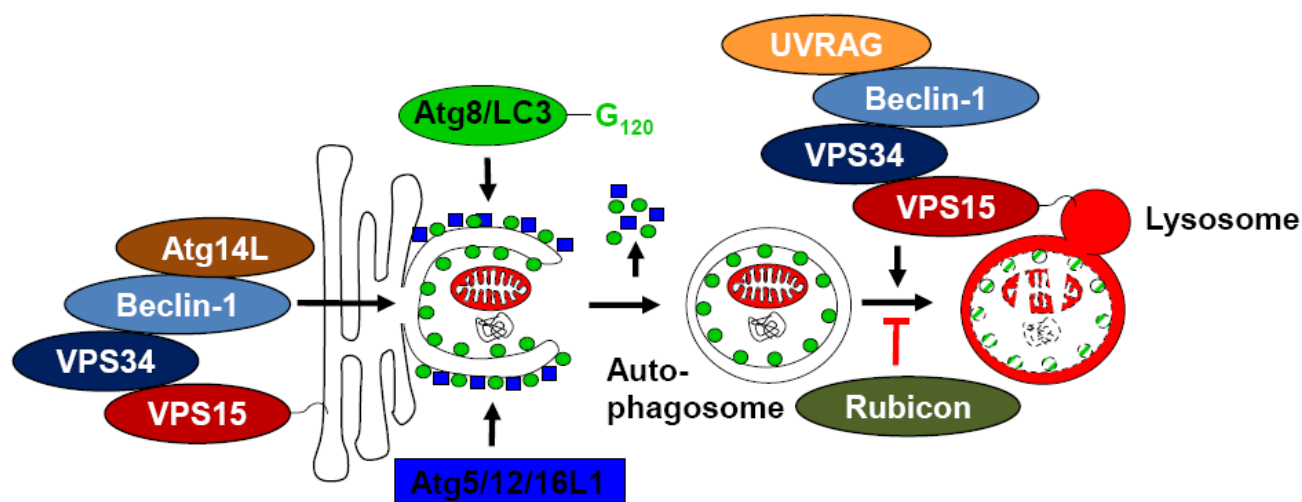 UVRAG
Beclin-1
Atg8/LC3
G120
VPS34
VPS15
Lysosome
Atg14L
Beclin-1
VPS34
VPS15
Auto-
phagosome
Rubicon
Atg5/12/16L1